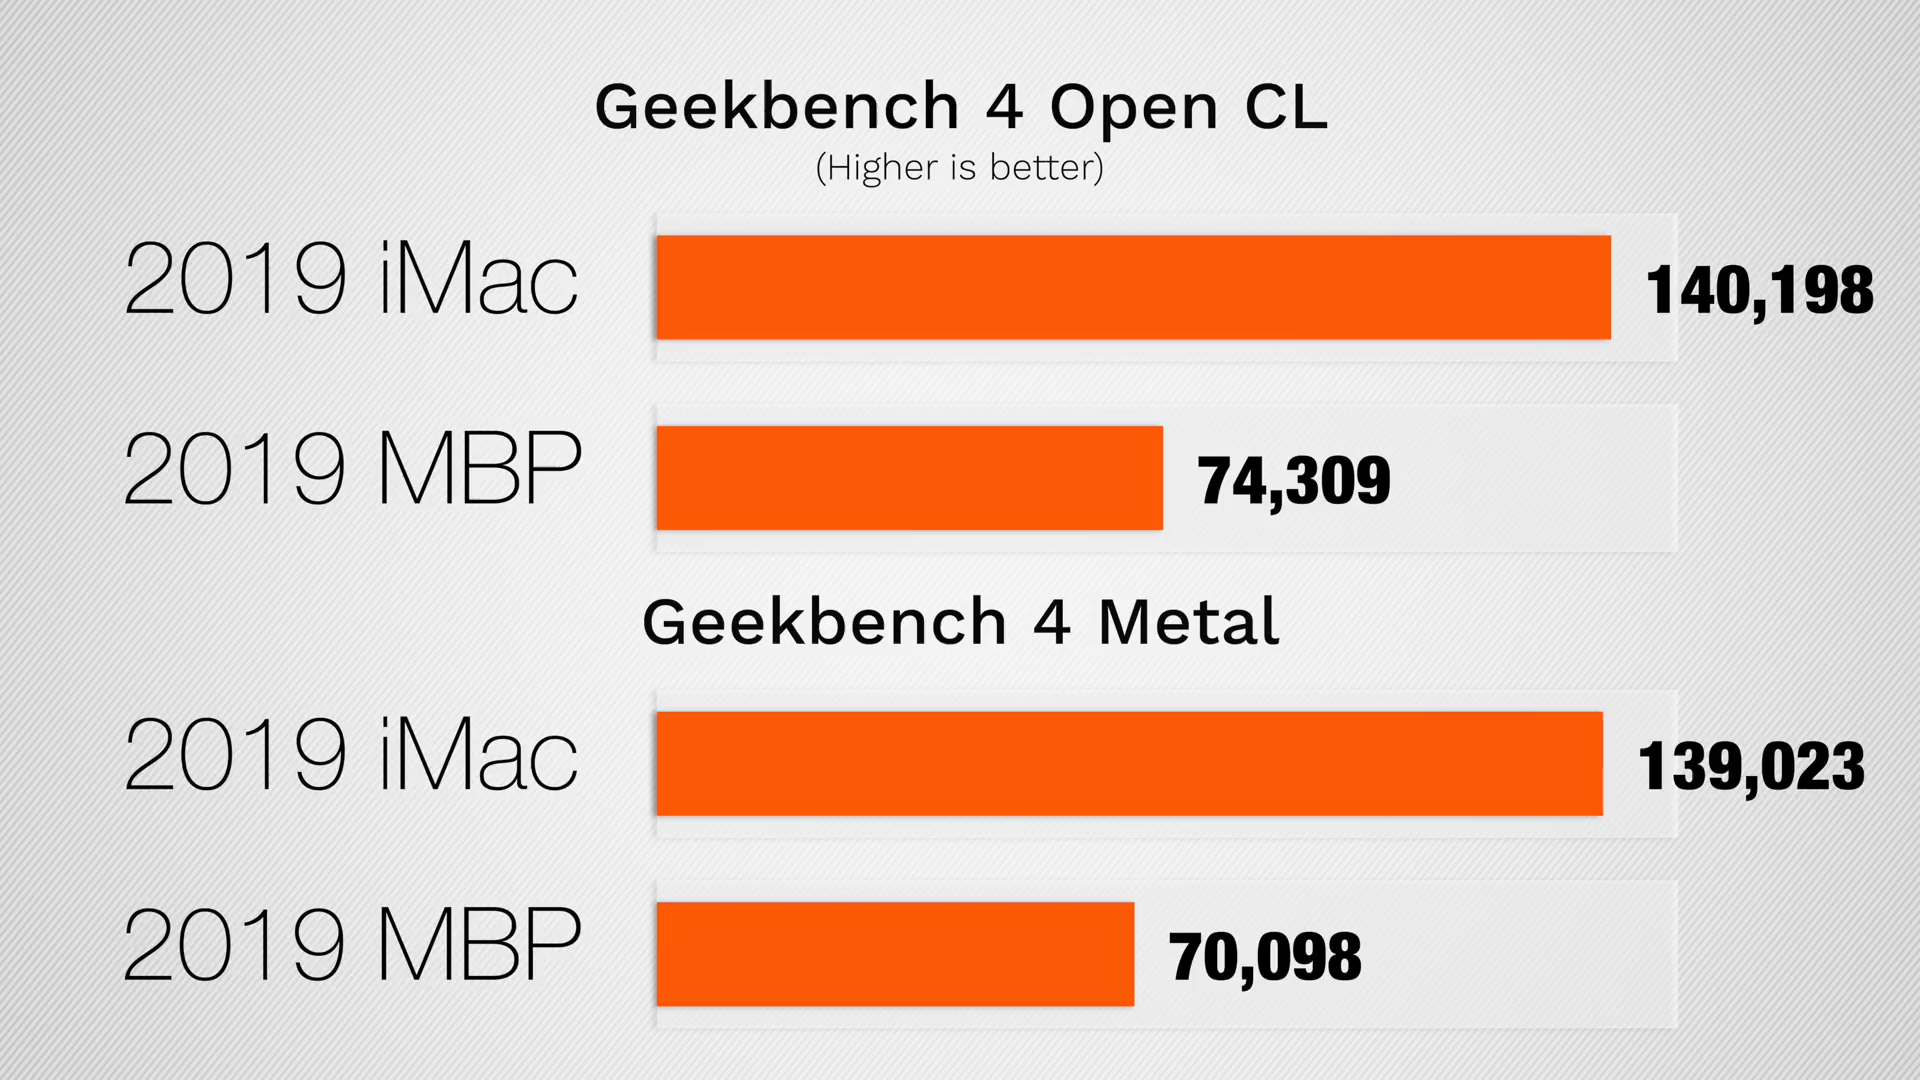 Geekbench 4 Open CL
(Higher is better)
2019 iMac 140,198
2019 MBP 74,309
Geekbench 4 Metal
2019 iMac 139,023
2019 MBP 70,098